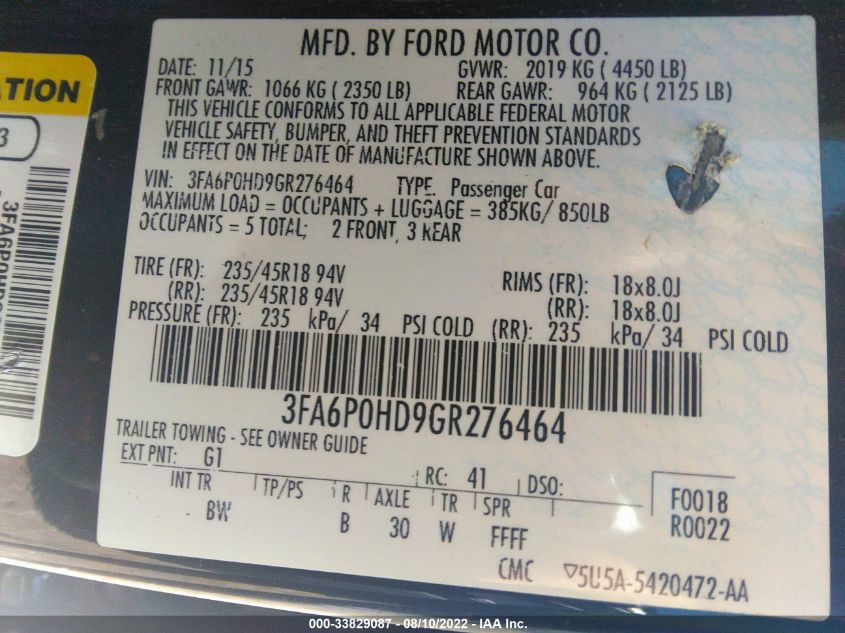 MFD. BY FORD MOTOR CO.
DATE: 11/15 GVWR: 2019 KG ( 4450 LB)
FRONT GAWR: 1066 KG ( 2350 LB) REAR GAWR: 964 KG ( 2125 LB)
THIS VEHICLE CONFORMS TO ALL APPLICABLE FEDERAL MOTOR
VEHICLE SAFETY, BUMPER, AND THEFT PREVENTION STANDARDS
IN EFFECT ON THE DATE OF MANUFACTURE SHOWN ABOVE.
VIN: 3FA6P0HD9GR276464 TYPE: Passenger Car
MAXIMUM LOAD = OCCUPANTS + LUGGAGE = 385KG/ 850LB
OCCUPANTS = 5 TOTAL; 2 FRONT, 3 REAR
TIRE (FR): 235/45R18 94V RIMS (FR): 18x8.0J
(RR): 235/45R18 94V (RR): 18x8.0J
PRESSURE (FR): 235 kPa/ 34 PSI COLD (RR): 235 kPa/ 34 PSI COLD
3FA6P0HD9GR276464
TRAILER TOWING - SEE OWNER GUIDE
EXT PNT: G1 RC: 41 DSO:
INT TR TP/PS R AXLE TR SPR F0018
BW B 30 W FFFF R0022
CMC ▽5U5A-5420472-AA
3
000-33829087 - 08/10/2022 - IAA Inc.